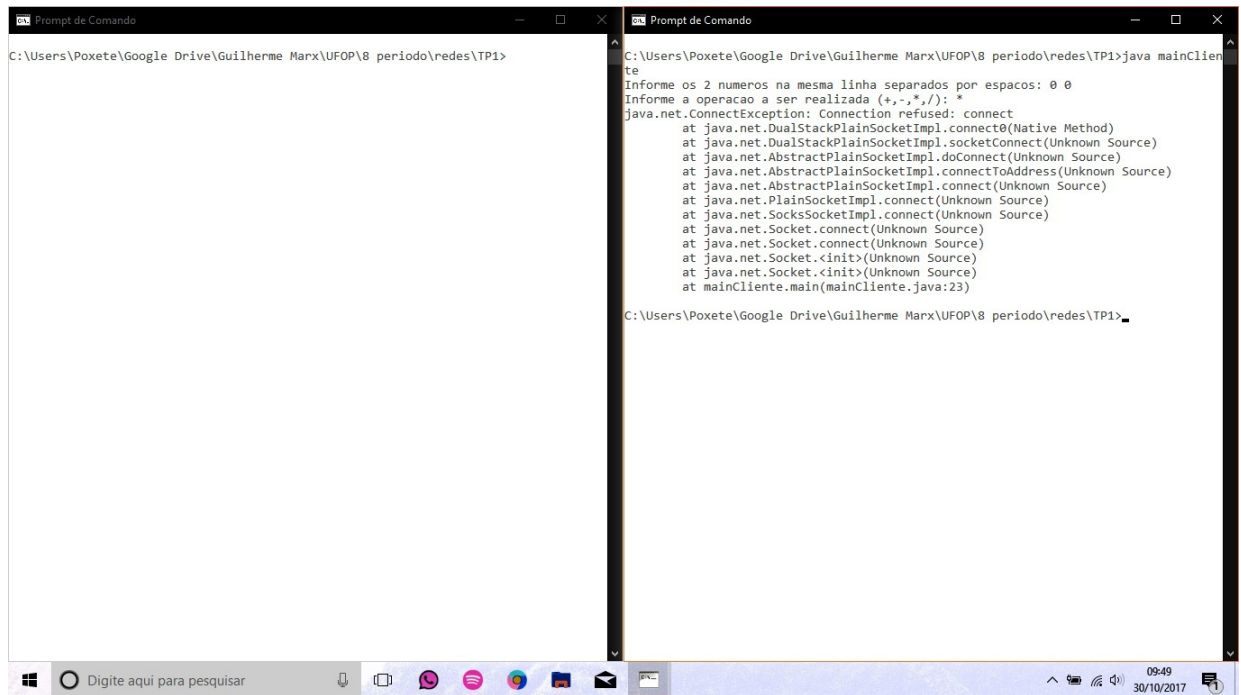 Prompt de Comando
C:\Users\Poxete\Google Drive\Guilherme Marx\UFOP\8 periodo\redes\TP1>
Prompt de Comando
C:\Users\Poxete\Google Drive\Guilherme Marx\UFOP\8 periodo\redes\TP1>java mainClien
te
Informe os 2 numeros na mesma linha separados por espacos: 0 0
Informe a operacao a ser realizada (+,-,*,/): *
java.net.ConnectException: Connection refused: connect
at java.net.DualStackPlainSocketImpl.connect0(Native Method)
at java.net.DualStackPlainSocketImpl.socketConnect(Unknown Source)
at java.net.AbstractPlainSocketImpl.doConnect(Unknown Source)
at java.net.AbstractPlainSocketImpl.connectToAddress(Unknown Source)
at java.net.AbstractPlainSocketImpl.connect(Unknown Source)
at java.net.PlainSocketImpl.connect(Unknown Source)
at java.net.SocksSocketImpl.connect(Unknown Source)
at java.net.Socket.connect(Unknown Source)
at java.net.Socket.connect(Unknown Source)
at java.net.Socket.<init>(Unknown Source)
at java.net.Socket.<init>(Unknown Source)
at mainCliente.main(mainCliente.java:23)
C:\Users\Poxete\Google Drive\Guilherme Marx\UFOP\8 periodo\redes\TP1>
Digite aqui para pesquisar
09:49
30/10/2017
1